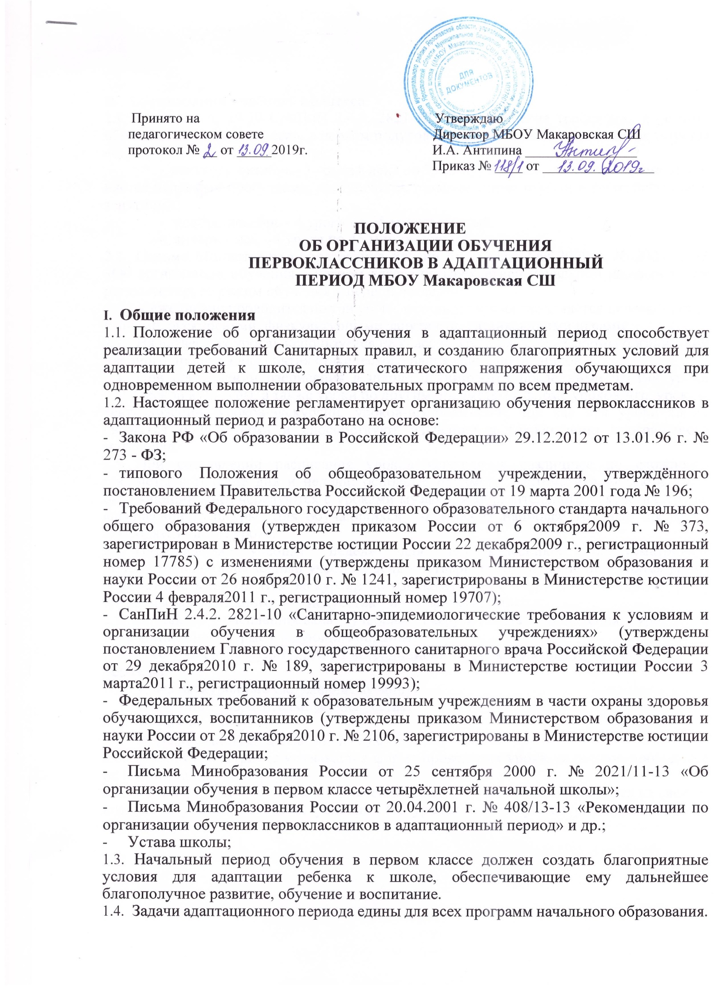 ДЛЯ
ДОКУМЕНТОВ
Принято на
педагогическом совете
протокол № 2 от 13.09.2019г.
Утверждаю
Директор МБОУ Макаровская СШ
И.А. Антипина
Приказ № 118/1 от 13.09.2019г
ПОЛОЖЕНИЕ
ОБ ОРГАНИЗАЦИИ ОБУЧЕНИЯ
ПЕРВОКЛАССНИКОВ В АДАПТАЦИОННЫЙ
ПЕРИОД МБОУ Макаровская СШ
I. Общие положения
1.1. Положение об организации обучения в адаптационный период способствует
реализации требований Санитарных правил, и созданию благоприятных условий для
адаптации детей к школе, снятия статического напряжения обучающихся при
одновременном выполнении образовательных программ по всем предметам.
1.2. Настоящее положение регламентирует организацию обучения первоклассников в
адаптационный период и разработано на основе:
- Закона РФ «Об образовании в Российской Федерации» 29.12.2012 от 13.01.96 г. №
273 - ФЗ;
- типового Положения об общеобразовательном учреждении, утверждённого
постановлением Правительства Российской Федерации от 19 марта 2001 года № 196;
- Требований Федерального государственного образовательного стандарта начального
общего образования (утвержден приказом России от 6 октября2009 г. № 373,
зарегистрирован в Министерстве юстиции России 22 декабря2009 г., регистрационный
номер 17785) с изменениями (утверждены приказом Министерством образования и
науки России от 26 ноября2010 г. № 1241, зарегистрированы в Министерстве юстиции
России 4 февраля2011 г., регистрационный номер 19707);
- СанПиН 2.4.2. 2821-10 «Санитарно-эпидемиологические требования к условиям и
организации обучения в общеобразовательных учреждениях» (утверждены
постановлением Главного государственного санитарного врача Российской Федерации
от 29 декабря2010 г. № 189, зарегистрированы в Министерстве юстиции России 3
марта2011 г., регистрационный номер 19993);
- Федеральных требований к образовательным учреждениям в части охраны здоровья
обучающихся, воспитанников (утверждены приказом Министерством образования и
науки России от 28 декабря2010 г. № 2106, зарегистрированы в Министерстве юстиции
Российской Федерации;
- Письма Минобразования России от 25 сентября 2000 г. № 2021/11-13 «Об
организации обучения в первом классе четырёхлетней начальной школы»;
- Письма Минобразования России от 20.04.2001 г. № 408/13-13 «Рекомендации по
организации обучения первоклассников в адаптационный период» и др.;
- Устава школы;
1.3. Начальный период обучения в первом классе должен создать благоприятные
условия для адаптации ребенка к школе, обеспечивающие ему дальнейшее
благополучное развитие, обучение и воспитание.
1.4. Задачи адаптационного периода едины для всех программ начального образования.